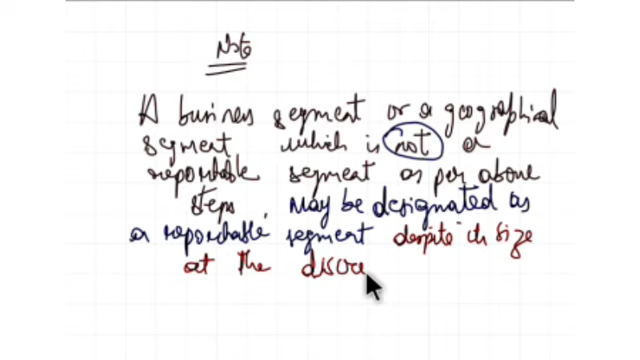 Note
A business segment or a geographical
segment which is not a
reportable segment as per above
steps, may be designated as
a reportable segment despite its size
at the discre